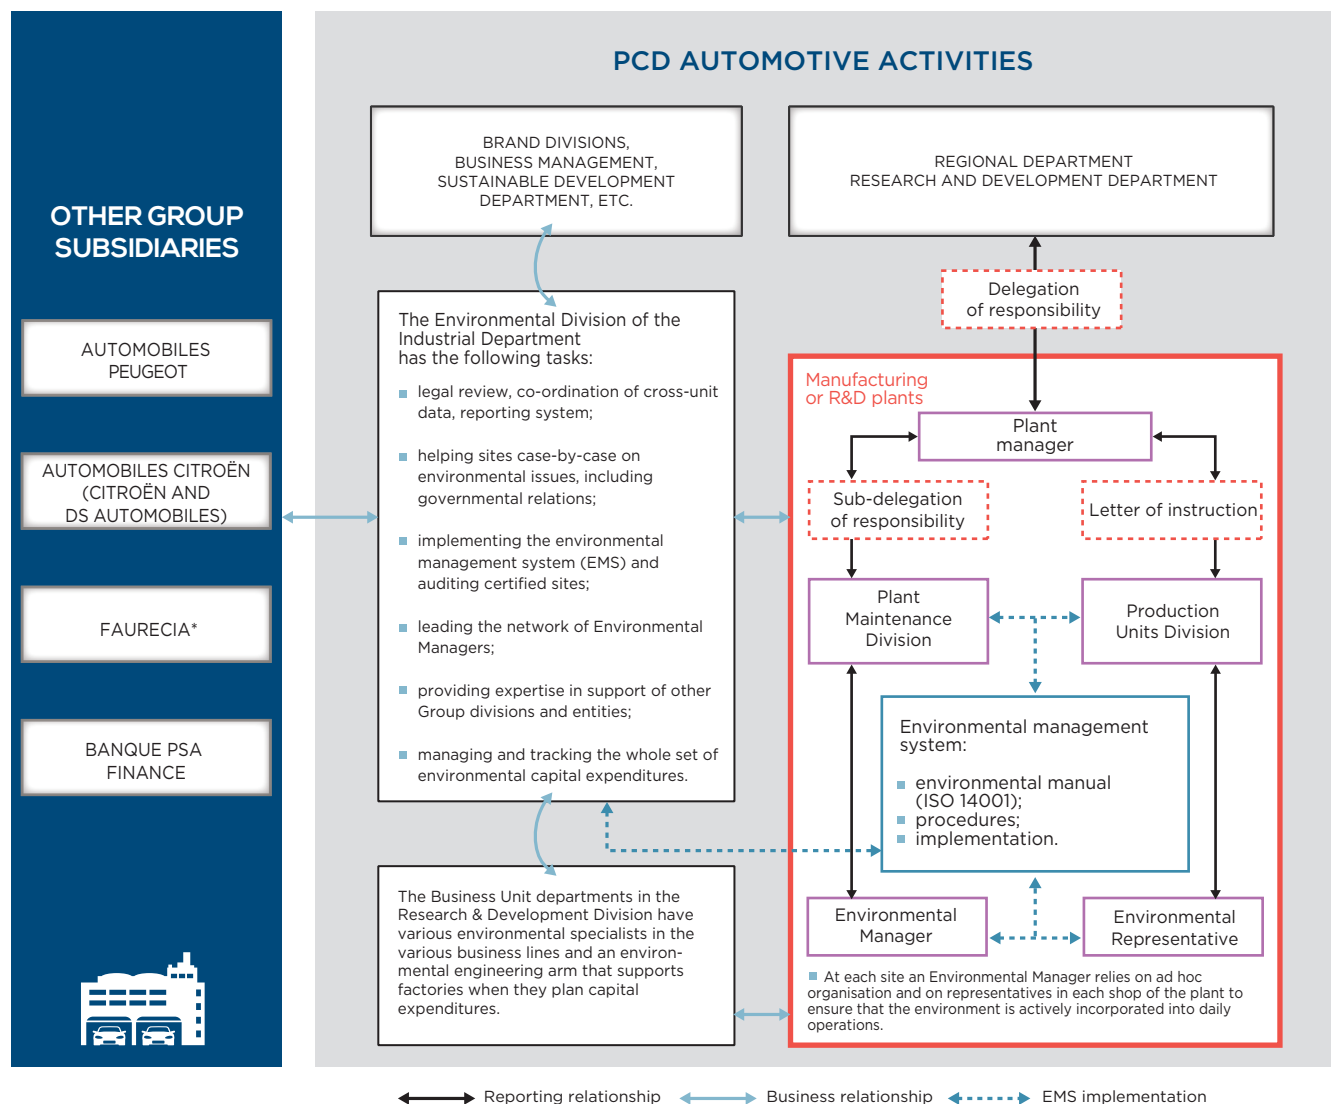 PCD AUTOMOTIVE ACTIVITIES
OTHER GROUP
SUBSIDIARIES
AUTOMOBILES
PEUGEOT
AUTOMOBILES CITROËN
(CITROËN AND
DS AUTOMOBILES)
FAURECIA*
BANQUE PSA
FINANCE
BRAND DIVISIONS,
BUSINESS MANAGEMENT,
SUSTAINABLE DEVELOPMENT
DEPARTMENT, ETC.
The Environmental Division of the
Industrial Department
has the following tasks:
legal review, co-ordination of cross-unit
data, reporting system;
helping sites case-by-case on
environmental issues, including
governmental relations;
implementing the environmental
management system (EMS) and
auditing certified sites;
leading the network of Environmental
Managers;
providing expertise in support of other
Group divisions and entities;
managing and tracking the whole set of
environmental capital expenditures.
The Business Unit departments in the
Research & Development Division have
various environmental specialists in the
various business lines and an environ-
mental engineering arm that supports
factories when they plan capital
expenditures.
REGIONAL DEPARTMENT
RESEARCH AND DEVELOPMENT DEPARTMENT
Delegation
of responsibility
Manufacturing
or R&D plants
Plant
manager
Sub-delegation
of responsibility
Letter of instruction
Plant
Maintenance
Division
Production
Units Division
Environmental management
system:
environmental manual
(ISO 14001);
procedures;
implementation.
Environmental
Manager
Environmental
Representative
At each site an Environmental Manager relies on ad hoc
organisation and on representatives in each shop of the plant to
ensure that the environment is actively incorporated into daily
operations.
Reporting relationship
Business relationship
EMS implementation